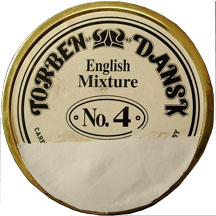 TORBEN DANSK
English
Mixture
No. 4